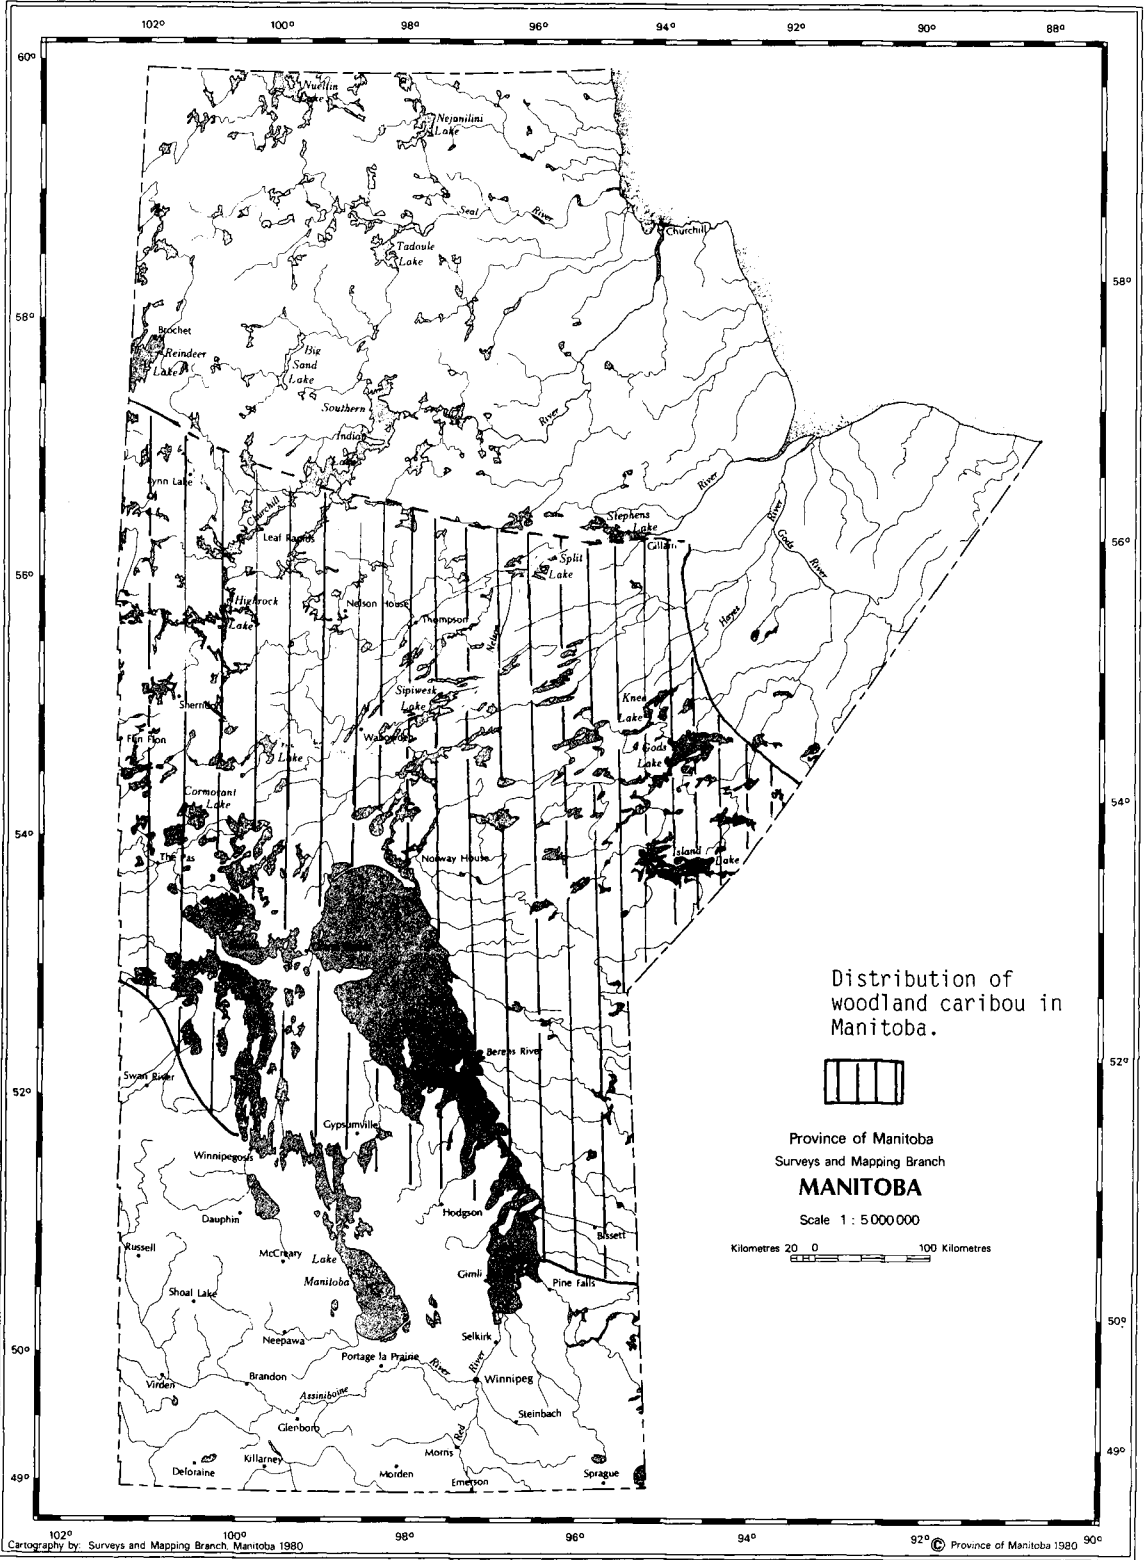 102° 100° 98° 96° 94° 92° 90° 88°
60°
Nueltin
Lake
Nejanilini
Lake
Seal River
Churchill
Tadoule
Lake
58° 58°
Brochet
Reindeer
Lake
Big
Sand
Lake
Southern
Indian
Lake
River
Lynn Lake
Churchill
River
Stephens
Lake
River
Leaf Rapids
Gillam
Gods
River
56° 56°
Split
Lake
Highrock
Lake
Nelson House
Thompson
Nelson
Hayes
Sherridon
Sipiwesk
Lake
Knee
Lake
Flin Flon
Wabowden
Lake
Gods
Lake
Cormorant
Lake
54° 54°
The Pas
Norway House
Island
Lake
Distribution of
woodland caribou in
Manitoba.
Berens River
52° 52°
Swan River
Gypsumville
Winnipegosis
Province of Manitoba
Surveys and Mapping Branch
MANITOBA
Scale 1 : 5 000 000
Kilometres 20 0 100 Kilometres
Dauphin
Hodgson
Bissett
Russell
McCreary
Lake
Manitoba
Gimli
Pine Falls
Shoal Lake
Neepawa
Selkirk
50° 50°
Portage la Prairie
River
River
Winnipeg
Virden
Brandon
Assiniboine
Steinbach
Glenboro
Red
Morris
49° 49°
Deloraine
Killarney
Morden
Emerson
Sprague
102° 100° 98° 96° 94° 92° 90°
Cartography by: Surveys and Mapping Branch, Manitoba 1980
© Province of Manitoba 1980